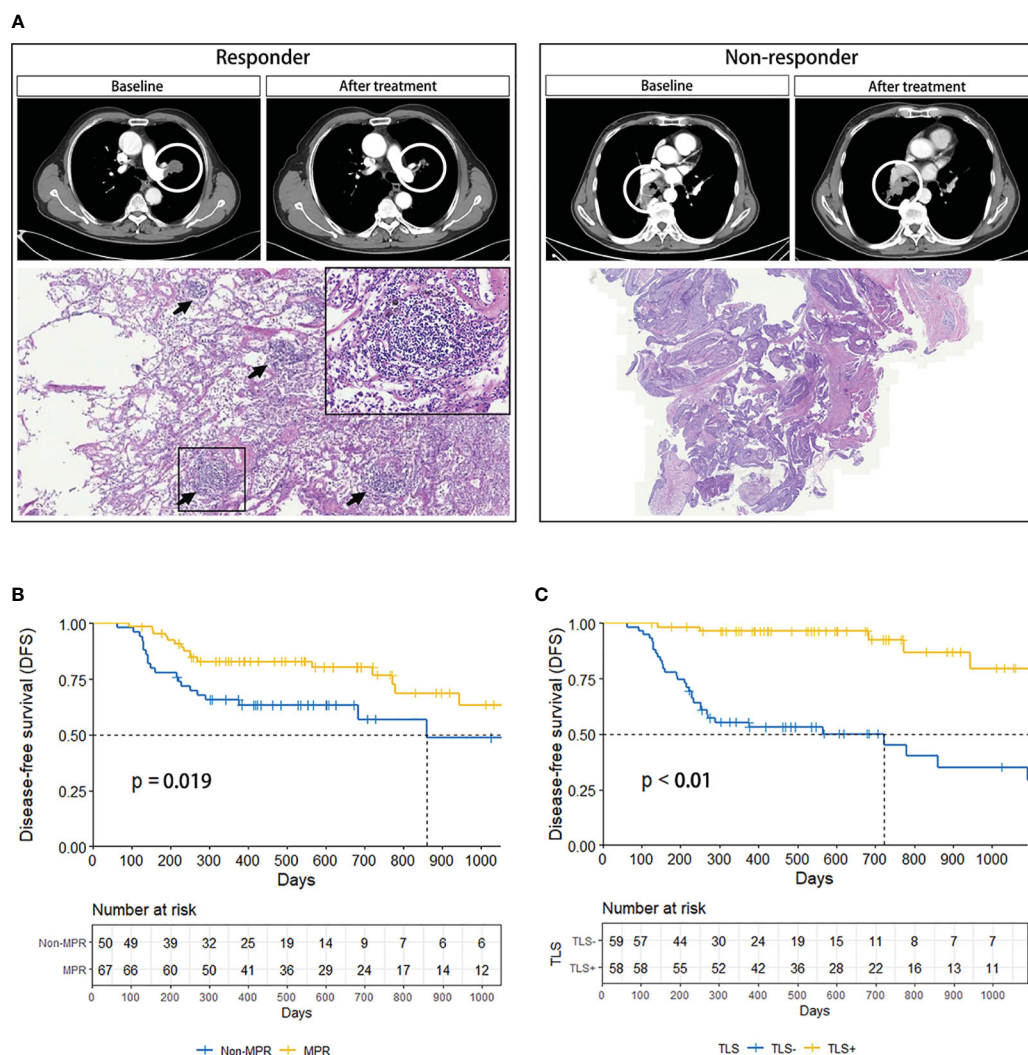 A
Responder
Baseline
After treatment
Non-responder
Baseline
After treatment
B
Disease-free survival (DFS)
1.00
0.75
0.50
0.25
0.00
p = 0.019
0 100 200 300 400 500 600 700 800 900 1000
Days
Number at risk
Non-MPR 50 49 39 32 25 19 14 9 7 6 6
MPR 67 66 60 50 41 36 29 24 17 14 12
0 100 200 300 400 500 600 700 800 900 1000
Days
Non-MPR MPR
C
Disease-free survival (DFS)
1.00
0.75
0.50
0.25
0.00
p < 0.01
0 100 200 300 400 500 600 700 800 900 1000
Days
Number at risk
TLS
TLS- 59 57 44 30 24 19 15 11 8 7 7
TLS+ 58 58 55 52 42 36 28 22 16 13 11
0 100 200 300 400 500 600 700 800 900 1000
Days
TLS TLS- TLS+